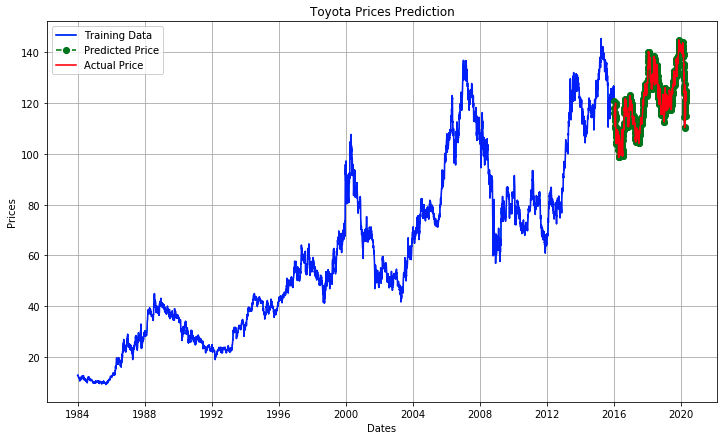 Toyota Prices Prediction
Training Data
Predicted Price
Actual Price
140
120
100
80
60
40
20
Prices
1984
1988
1992
1996
2000
2004
2008
2012
2016
2020
Dates